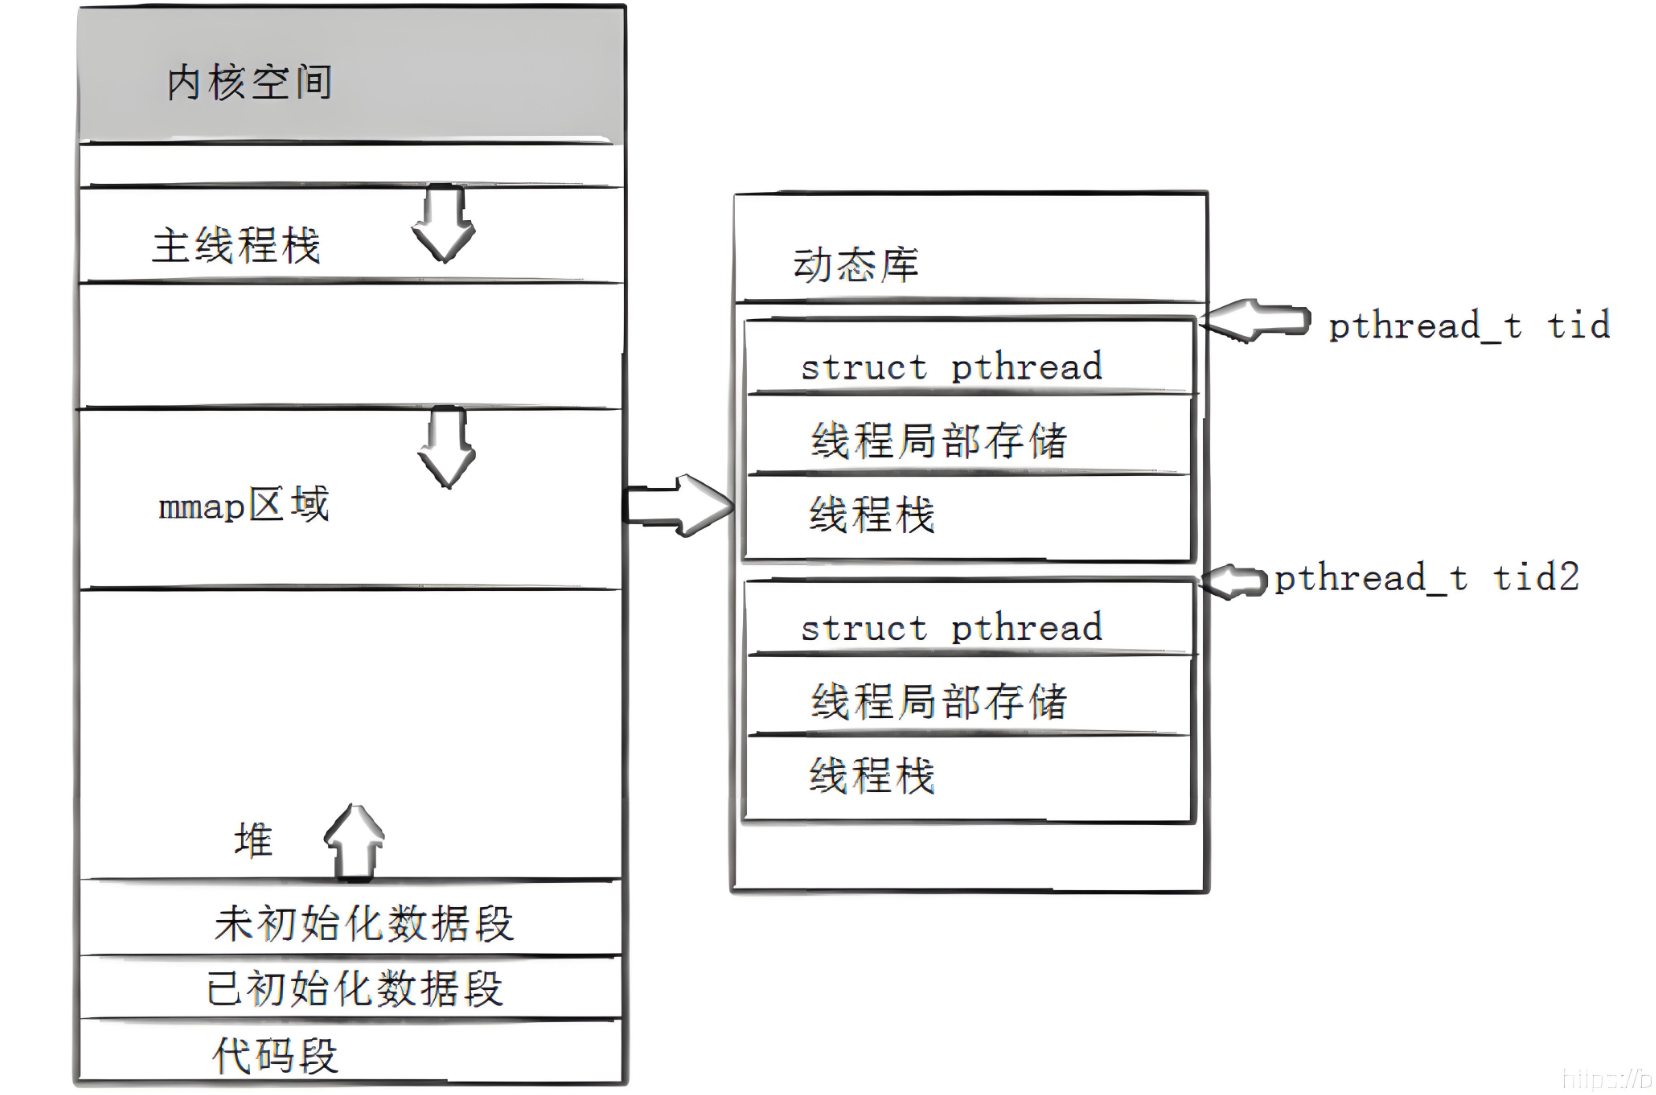 内核空间
主线程栈
mmap区域
堆
未初始化数据段
已初始化数据段
代码段
动态库
pthread_t tid
struct pthread
线程局部存储
线程栈
pthread_t tid2
struct pthread
线程局部存储
线程栈
https://b